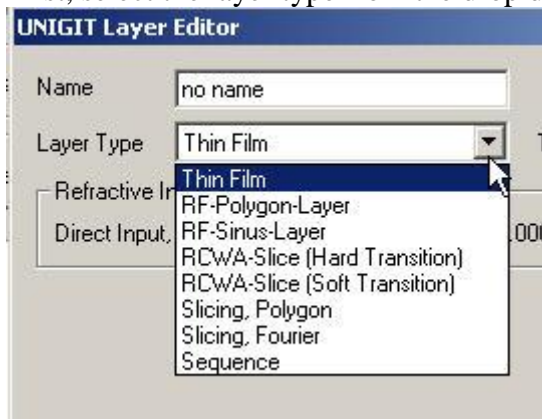 UNIGIT Layer Editor
Name no name
Layer Type Thin Film
Thin Film
RF-Polygon-Layer
RF-Sinus-Layer
RCWA-Slice (Hard Transition)
RCWA-Slice (Soft Transition)
Slicing, Polygon
Slicing, Fourier
Sequence
Refractive
Direct Input,